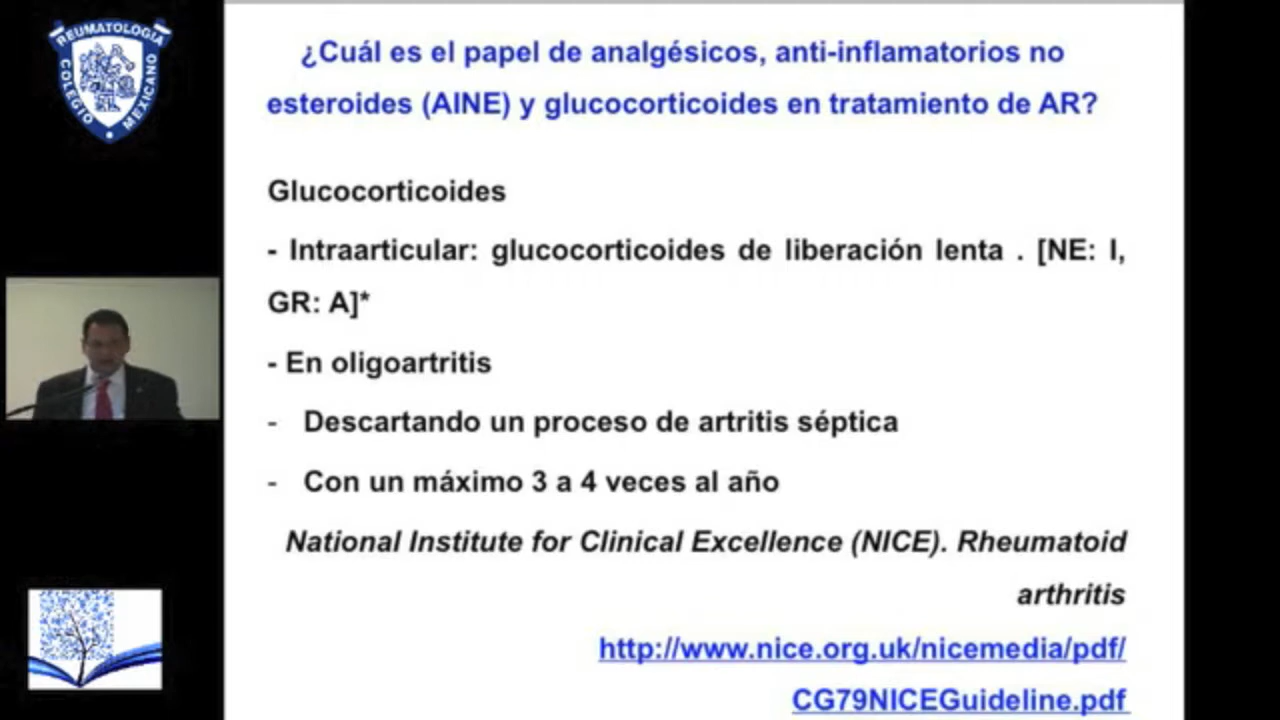 REUMATOLOGIA
COLEGIO
MEXICANO
¿Cuál es el papel de analgésicos, anti-inflamatorios no
esteroides (AINE) y glucocorticoides en tratamiento de AR?
Glucocorticoides
- Intraarticular: glucocorticoides de liberación lenta . [NE: I,
GR: A]*
- En oligoartritis
- Descartando un proceso de artritis séptica
- Con un máximo 3 a 4 veces al año
National Institute for Clinical Excellence (NICE). Rheumatoid
arthritis
http://www.nice.org.uk/nicemedia/pdf/
CG79NICEGuideline.pdf